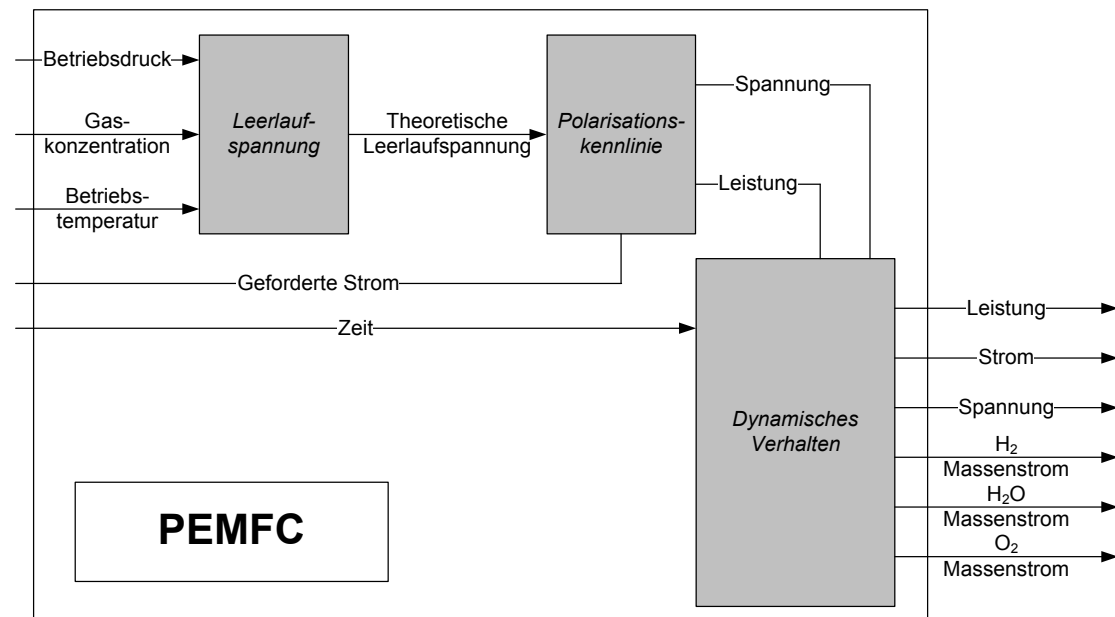 Betriebsdruck
Gas-
konzentration
Betriebs-
temperatur
Leerlauf-
spannung
Theoretische
Leerlaufspannung
Polarisations-
kennlinie
Spannung
Leistung
Geforderte Strom
Zeit
Dynamisches
Verhalten
Leistung
Strom
Spannung
H₂
Massenstrom
H₂O
Massenstrom
O₂
Massenstrom
PEMFC